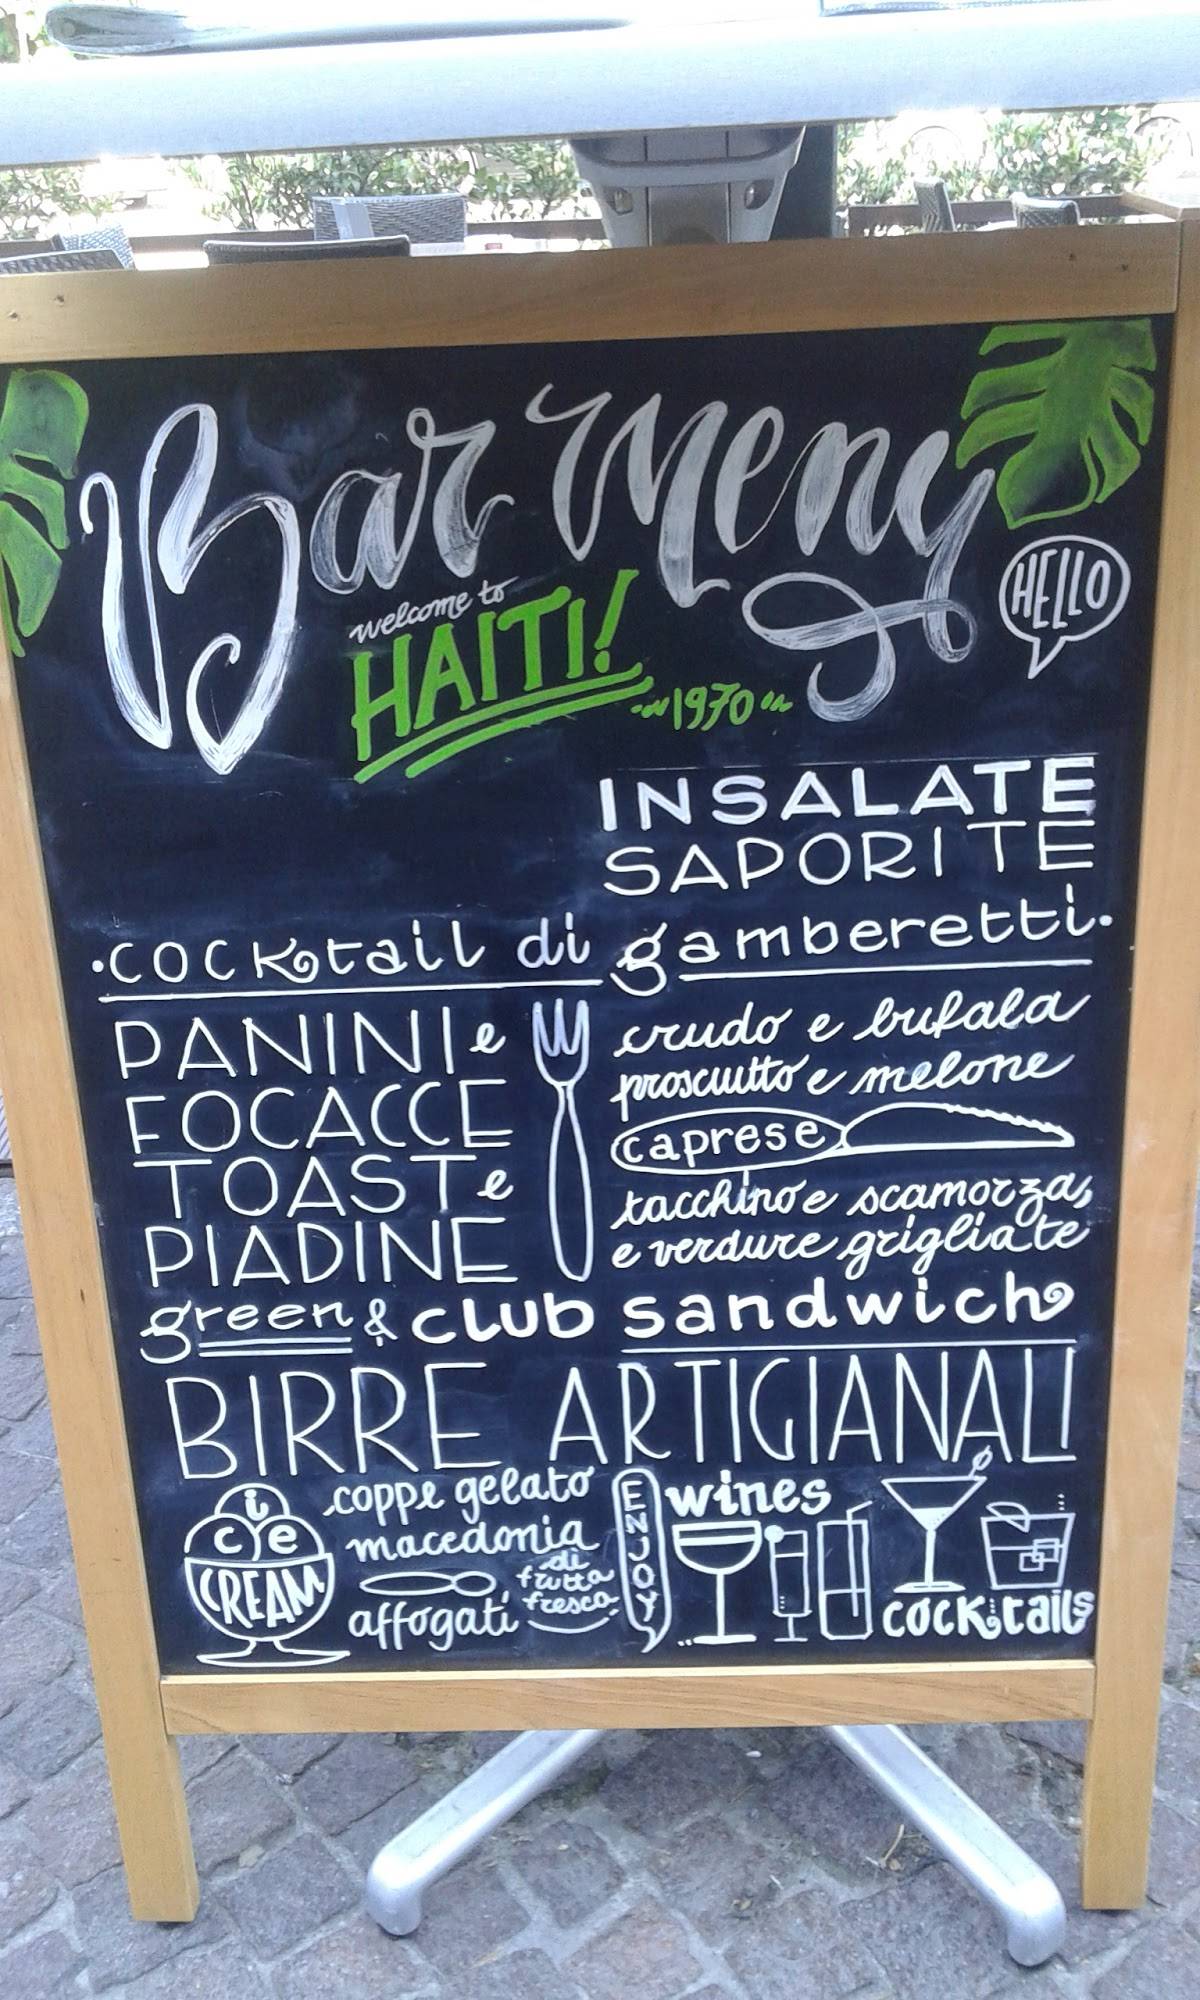 Bar Menu
HELLO
welcome to
HAITI!
1970
INSALATE
SAPORITE
·cocktail di gamberetti·
PANINI e
FOCACCE
TOAST e
PIADINE
crudo e bufala
prosciutto e melone
caprese
tacchino e scamorza,
e verdure grigliate
green & club sandwich
BIRRE ARTIGIANALI
ice
CREAM
coppe gelato
macedonia
di
frutta
fresca
affogati
ENJOY
wines
cocktails